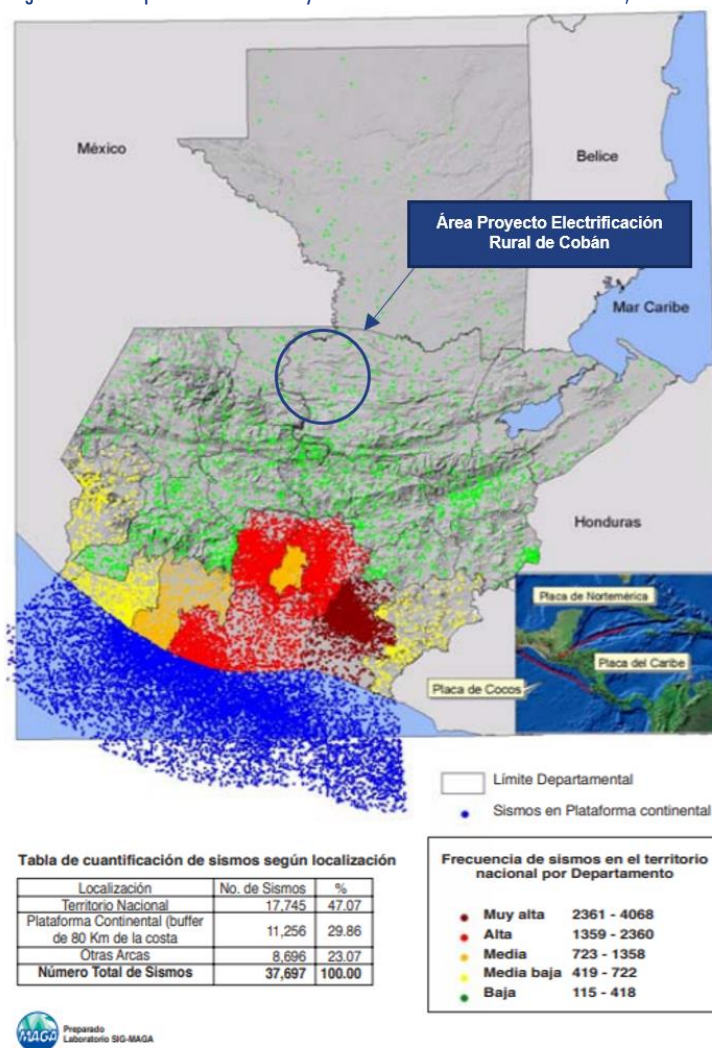 México
Belice
Área Proyecto Electrificación
Rural de Cobán
Mar Caribe
Honduras
Placa de Nortemérica
Placa del Caribe
Placa de Cocos
Límite Departamental
Sismos en Plataforma continental
Tabla de cuantificación de sismos según localización
Localización No. de Sismos %
Territorio Nacional 17,745 47.07
Plataforma Continental (buffer
de 80 Km de la costa 11,256 29.86
Otras Arcas 8,696 23.07
Número Total de Sismos 37,697 100.00
Frecuencia de sismos en el territorio
nacional por Departamento
Muy alta 2361 - 4068
Alta 1359 - 2360
Media 723 - 1358
Media baja 419 - 722
Baja 115 - 418
MAGA
Preparado
Laboratorio SIG-MAGA